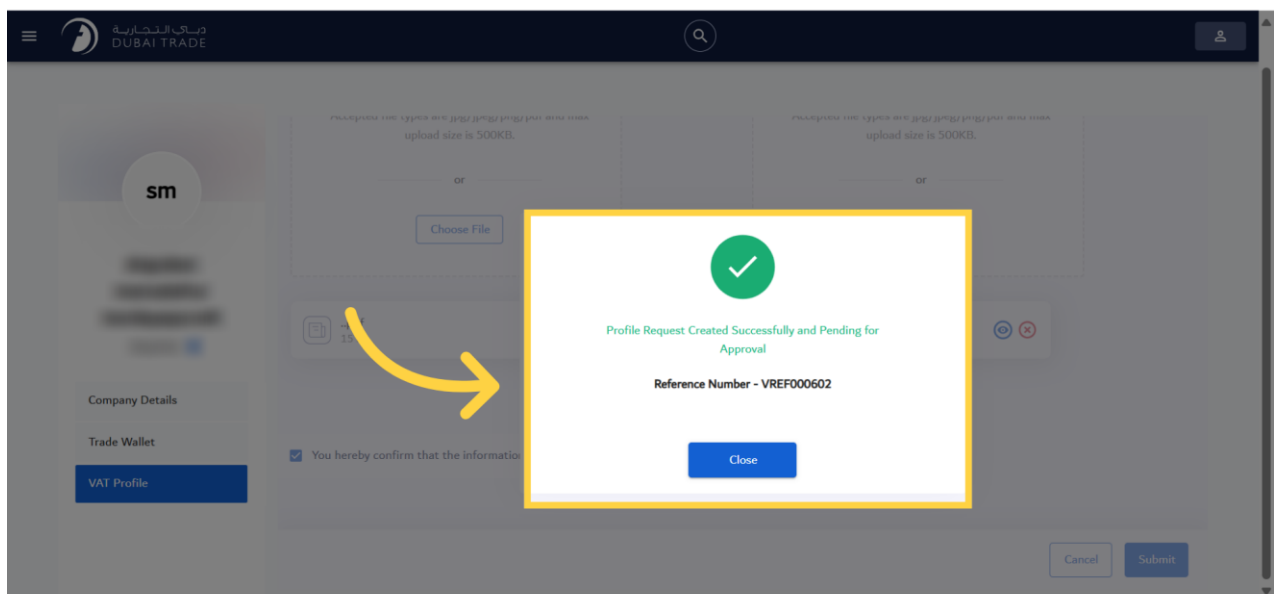 دبي التجارية
DUBAI TRADE
Accepted file types are jpg/jpeg/png/pdf and max
upload size is 500KB.
or
Choose File
Accepted file types are jpg/jpeg/png/pdf and max
upload size is 500KB.
or
sm
Company Details
Trade Wallet
VAT Profile
You hereby confirm that the informatio
Profile Request Created Successfully and Pending for
Approval
Reference Number - VREF000602
Close
Cancel
Submit